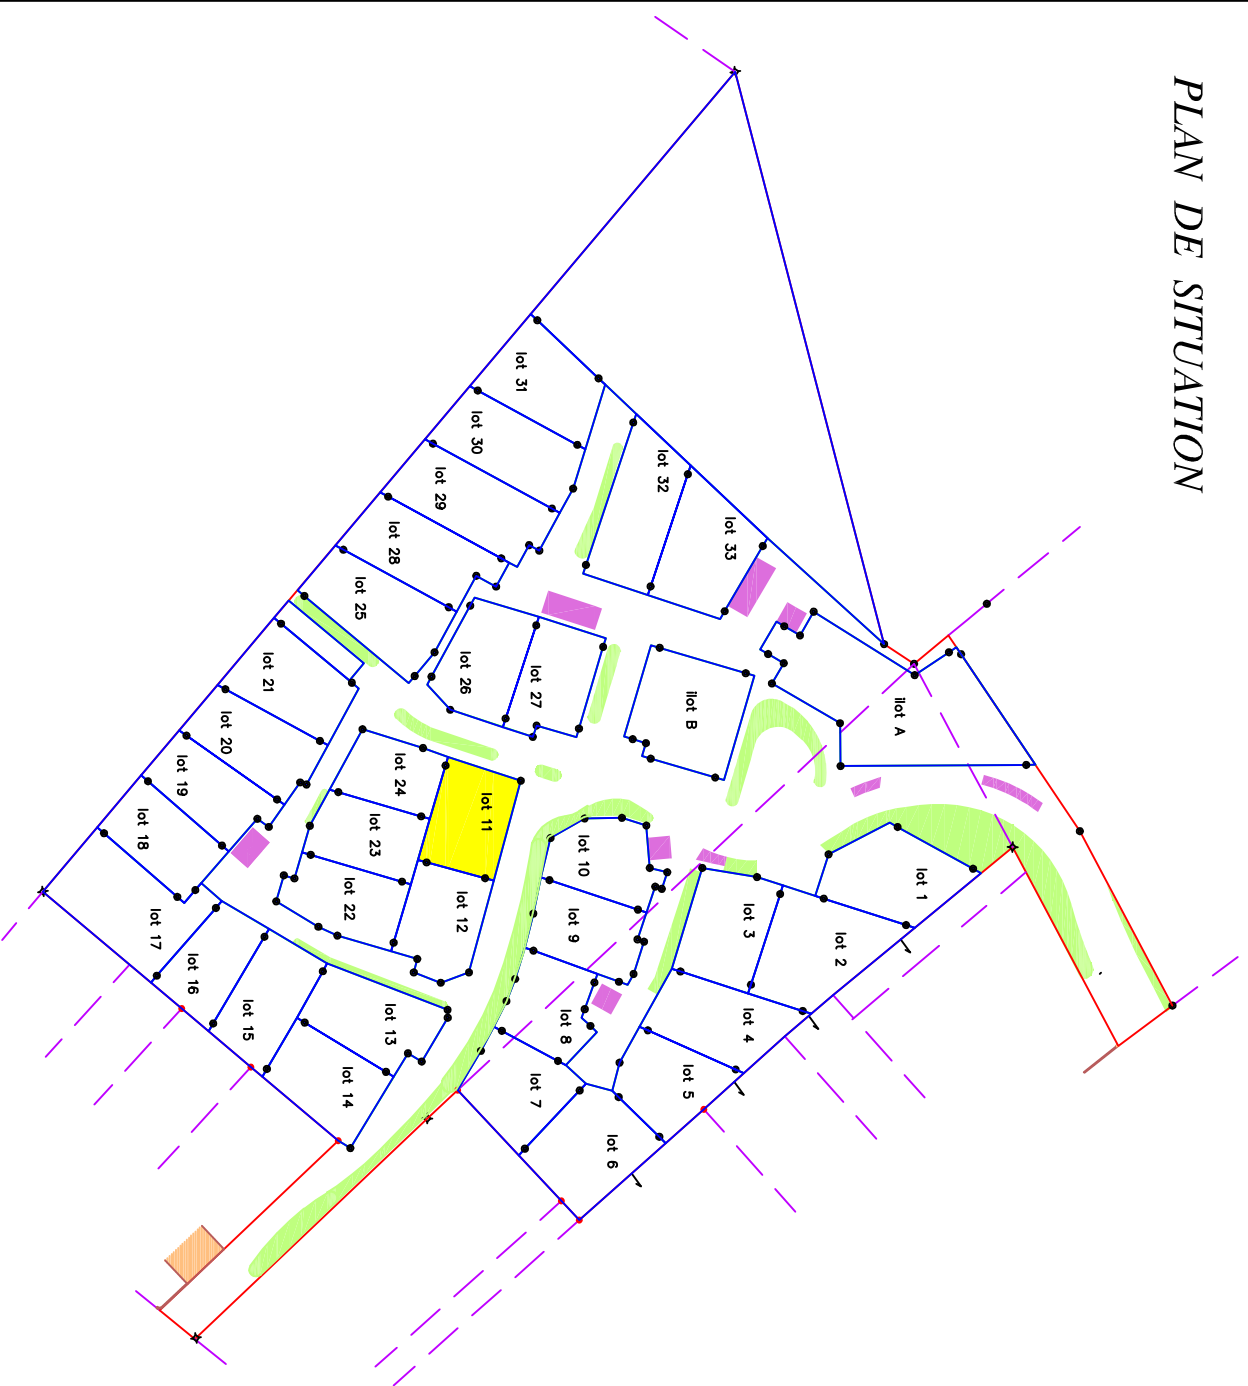 PLAN DE SITUATION
lot 31
lot 30
lot 32
lot 29
lot 33
lot 28
lot 25
lot 26
lot 27
lot 21
ilot B
ilot A
lot 20
lot 24
lot 19
lot 11
lot 18
lot 23
lot 10
lot 1
lot 22
lot 12
lot 9
lot 3
lot 17
lot 2
lot 16
lot 15
lot 13
lot 8
lot 4
lot 14
lot 7
lot 5
lot 6